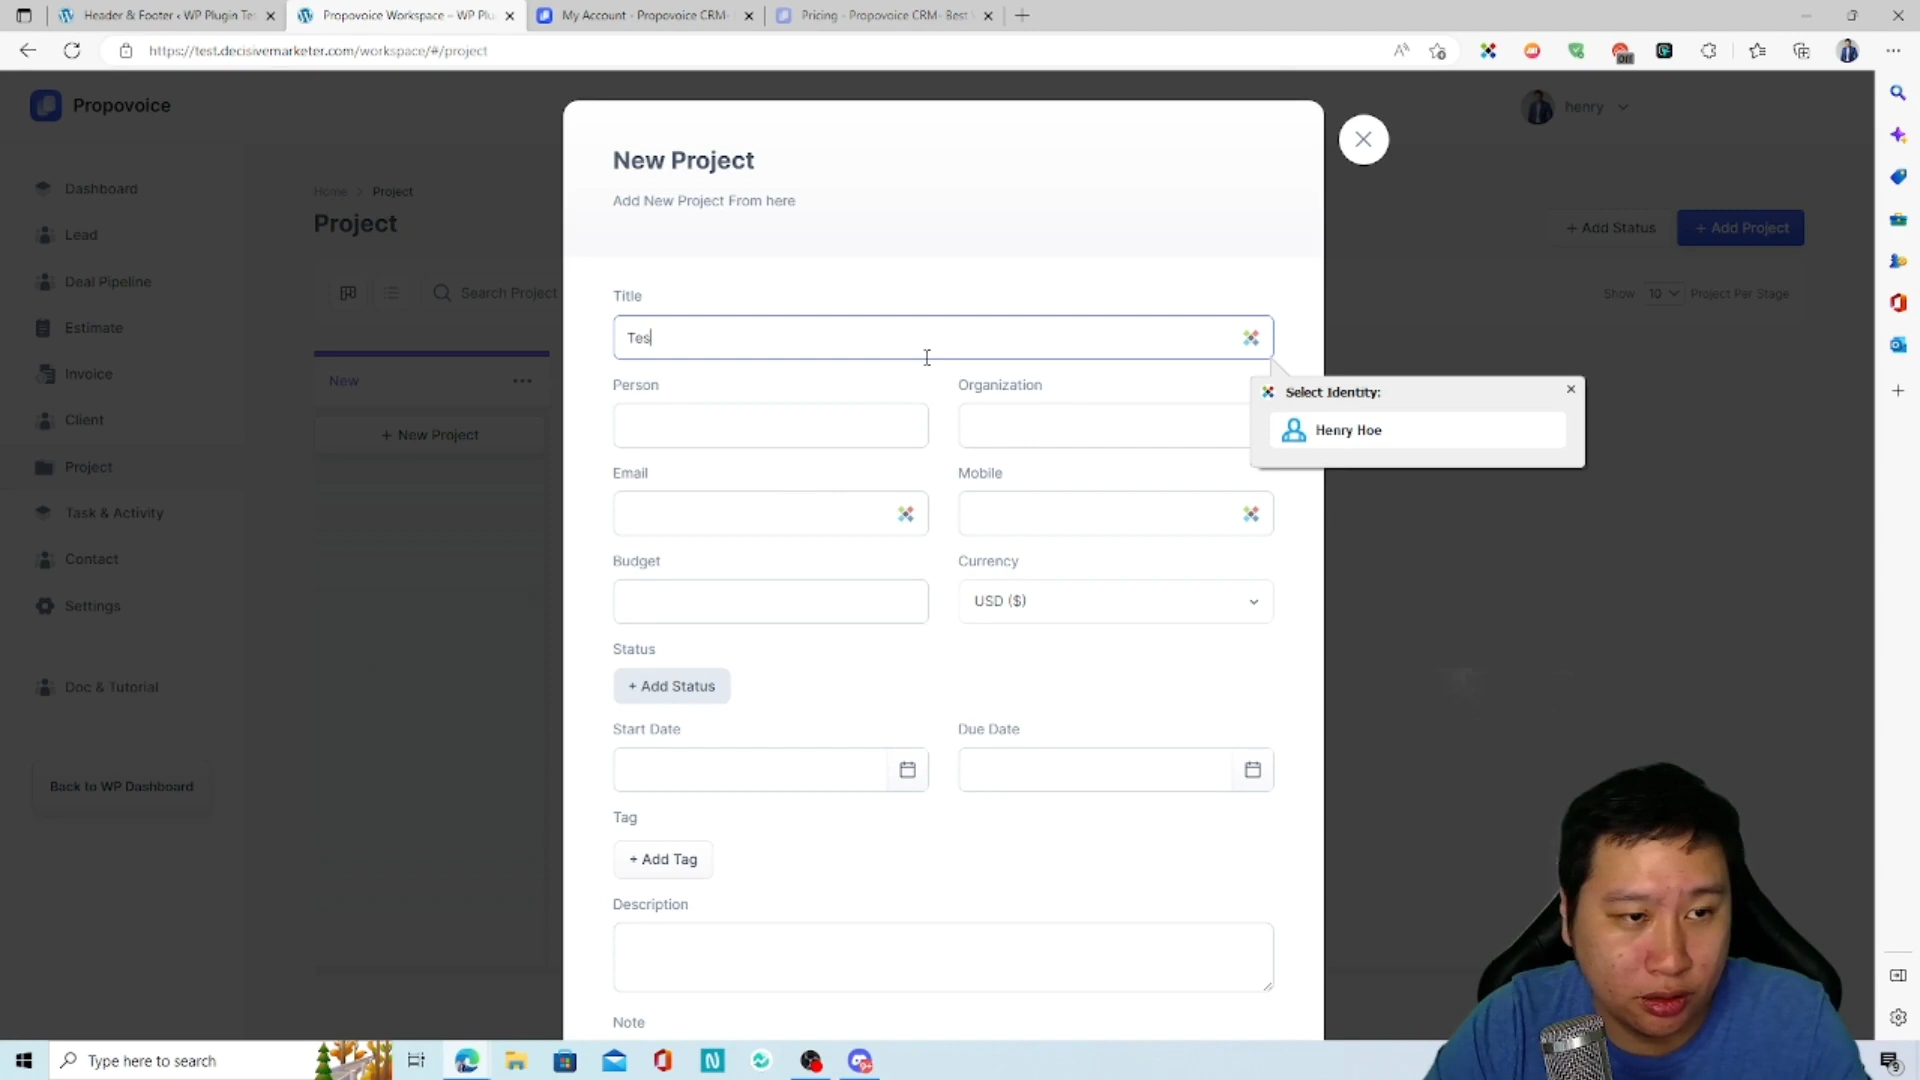 Header & Footer ‹ WP Plugin Tes
Propovoice Workspace – WP Plu
My Account - Propovoice CRM-
Pricing - Propovoice CRM- Best
https://test.decisivemarketer.com/workspace/#/project
Propovoice
henry
Dashboard
Lead
Deal Pipeline
Estimate
Invoice
Client
Project
Task & Activity
Contact
Settings
Doc & Tutorial
Back to WP Dashboard
Home > Project
Project
+ Add Status
+ Add Project
Search Project
Show 10 Project Per Stage
New
+ New Project
New Project
Add New Project From here
Title
Tes
Person
Organization
Select Identity:
Henry Hoe
Email
Mobile
Budget
Currency
USD ($)
Status
+ Add Status
Start Date
Due Date
Tag
+ Add Tag
Description
Note
Type here to search